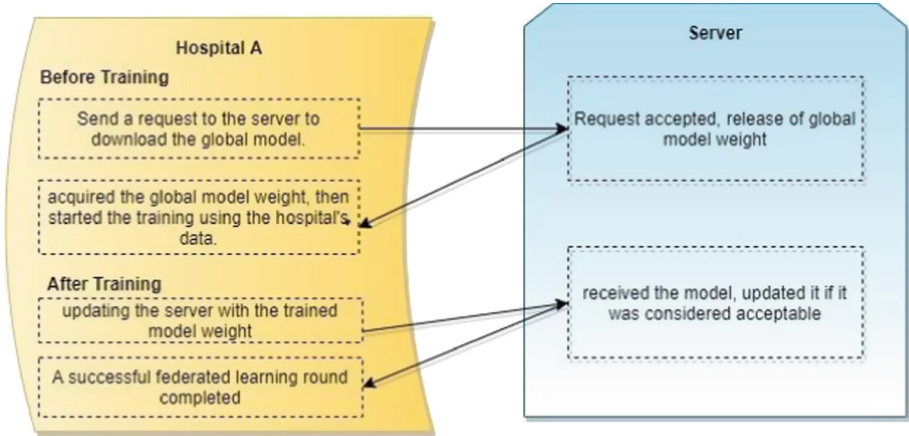 Hospital A
Before Training
Send a request to the server to
download the global model.
acquired the global model weight, then
started the training using the hospital's
data.
After Training
updating the server with the trained
model weight
A successful federated learning round
completed
Server
Request accepted, release of global
model weight
received the model, updated it if it
was considered acceptable